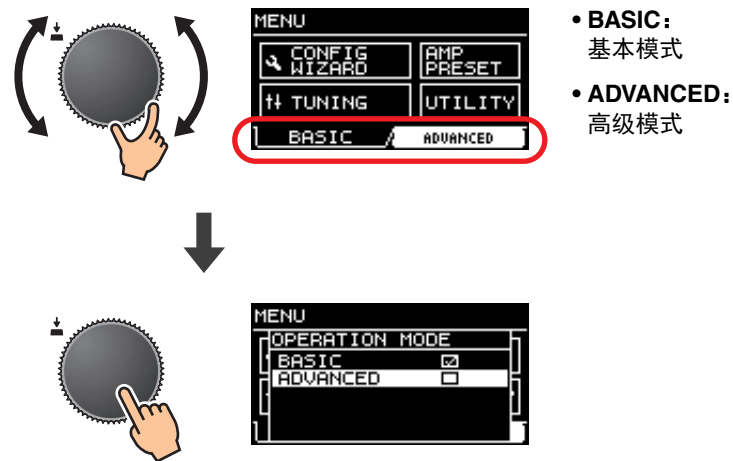 MENU
CONFIG WIZARD
AMP PRESET
TUNING
UTILITY
BASIC
ADVANCED
• BASIC：
基本模式
• ADVANCED：
高级模式
MENU
OPERATION MODE
BASIC
ADVANCED